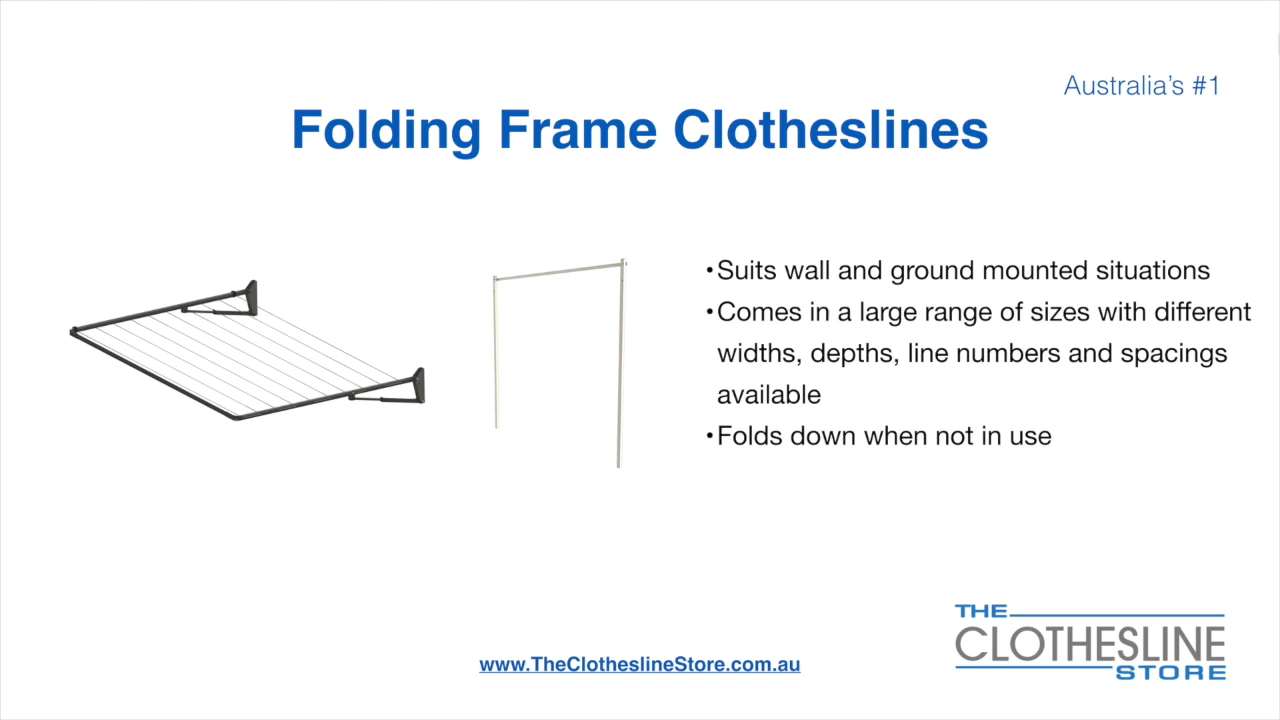 Australia's #1
Folding Frame Clotheslines
•Suits wall and ground mounted situations
•Comes in a large range of sizes with different
widths, depths, line numbers and spacings
available
•Folds down when not in use
THE
CLOTHESLINE
STORE
www.TheClotheslineStore.com.au